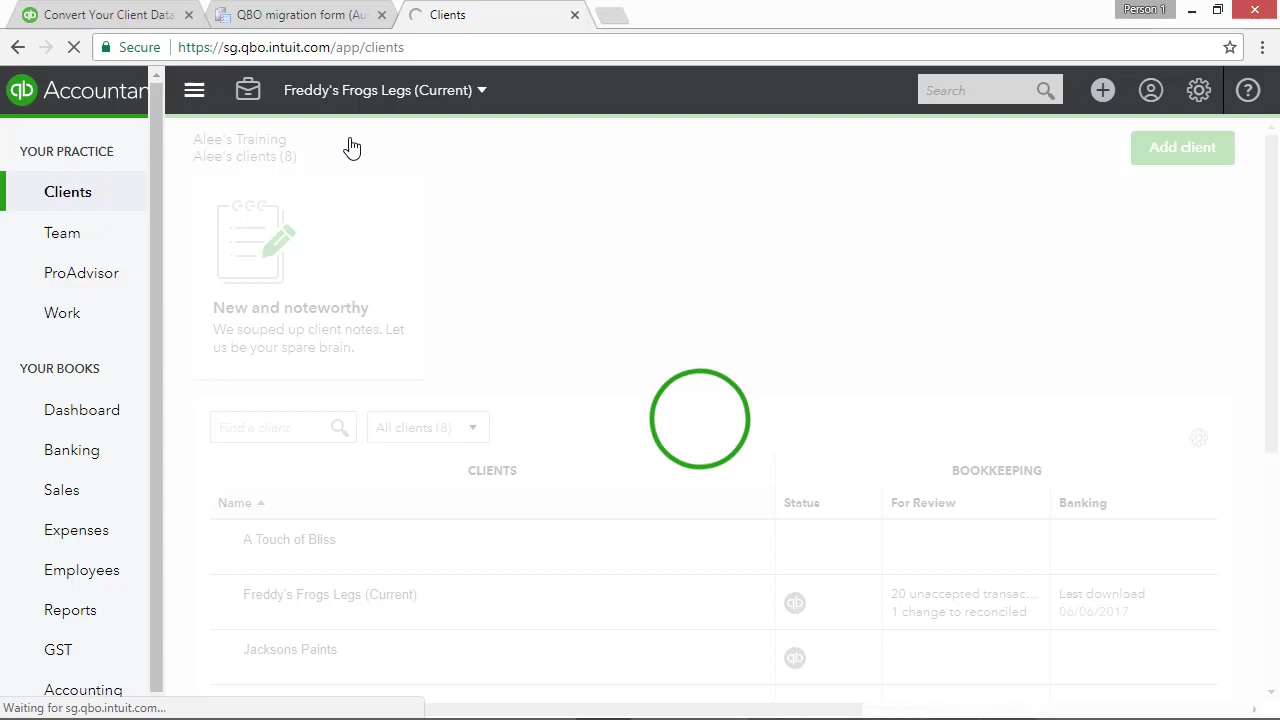 Convert Your Client Data
QBO migration form (Au
Clients
Person 1
Secure
https://sg.qbo.intuit.com/app/clients
qb Accountan
Freddy's Frogs Legs (Current)
Search
YOUR PRACTICE
Clients
Team
ProAdvisor
Work
YOUR BOOKS
Dashboard
Banking
Sales
Expenses
Employees
Reports
GST
Accounting
Alee's Training
Alee's clients (8)
Add client
New and noteworthy
We souped up client notes. Let
us be your spare brain.
Find a client
All clients (8)
CLIENTS
BOOKKEEPING
Name
Status
For Review
Banking
A Touch of Bliss
Freddy's Frogs Legs (Current)
qb
20 unaccepted transac...
1 change to reconciled
Last download
06/06/2017
Jacksons Paints
qb
Waiting for sg.qbo.intuit.com...